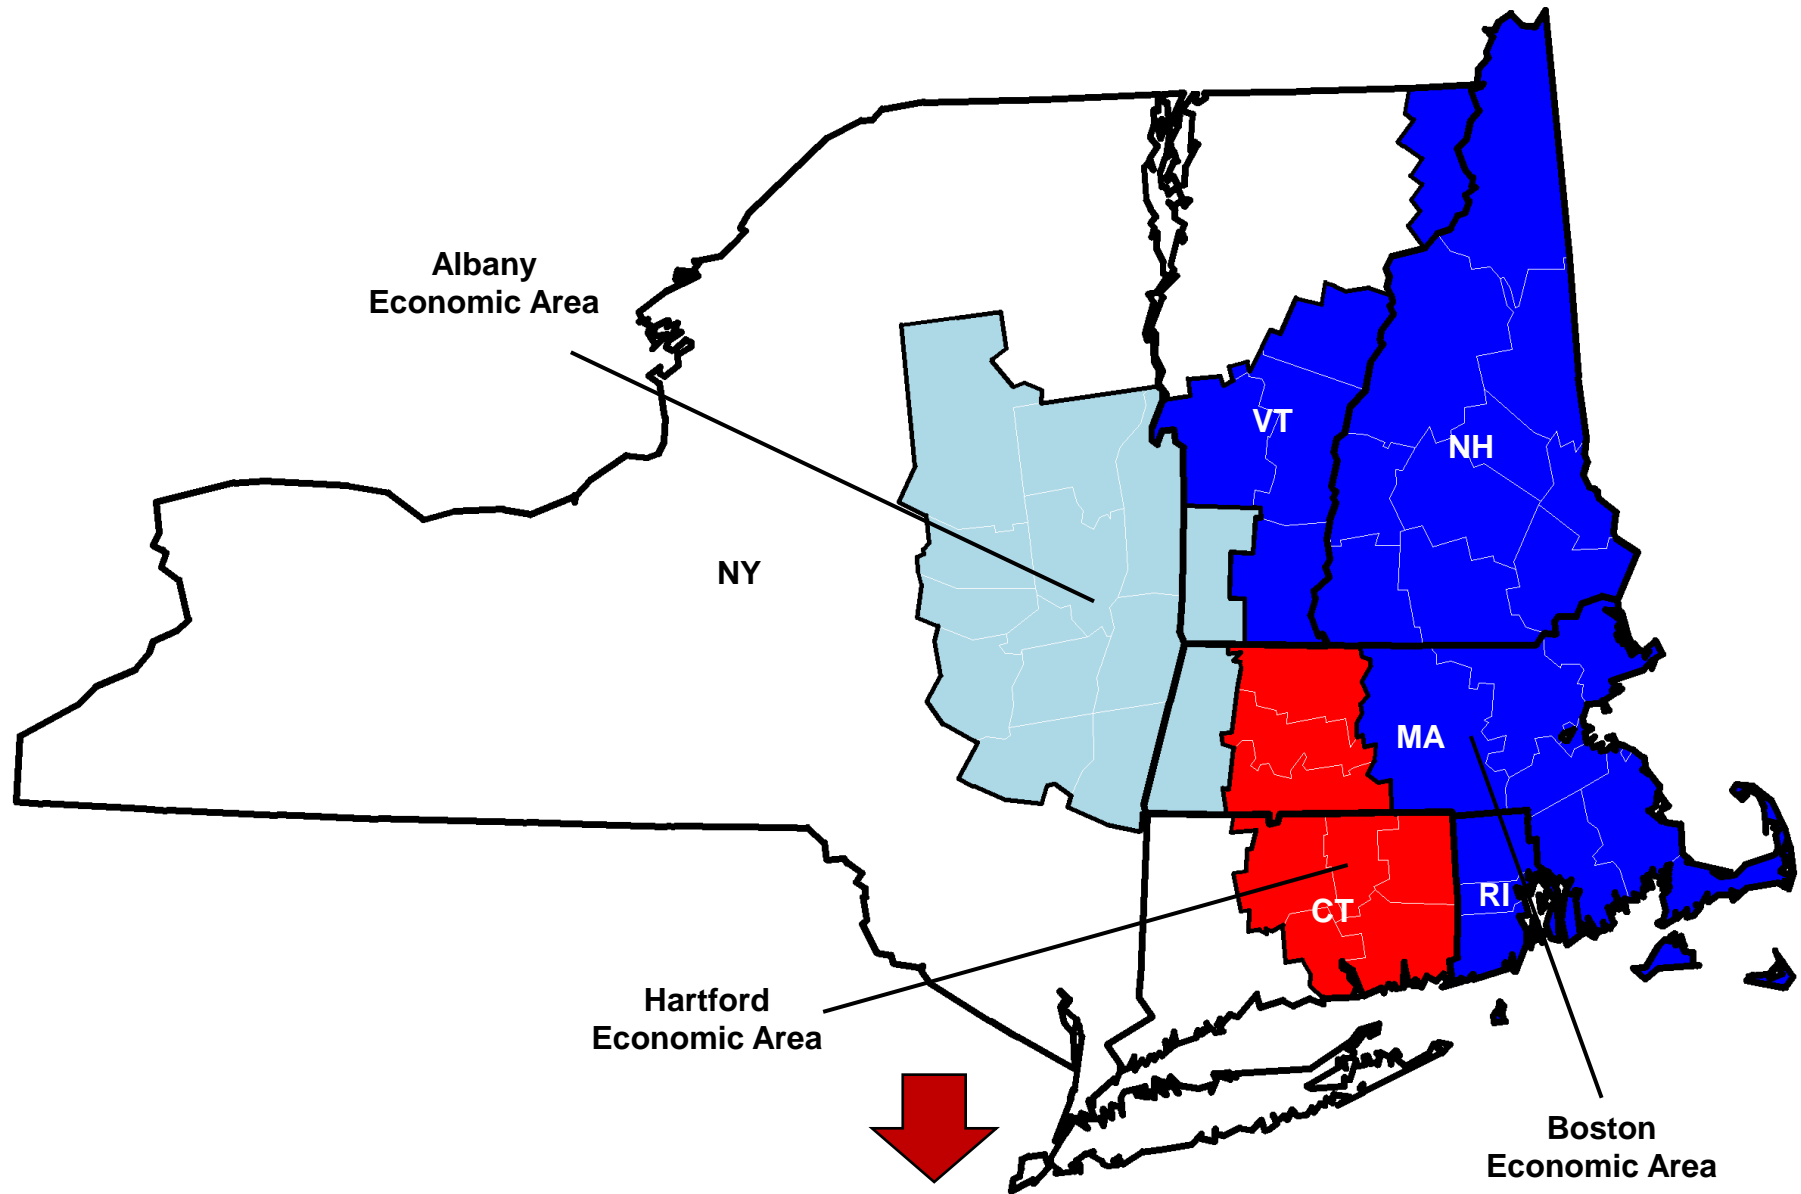 Albany
Economic Area
VT
NH
NY
MA
RI
CT
Hartford
Economic Area
Boston
Economic Area